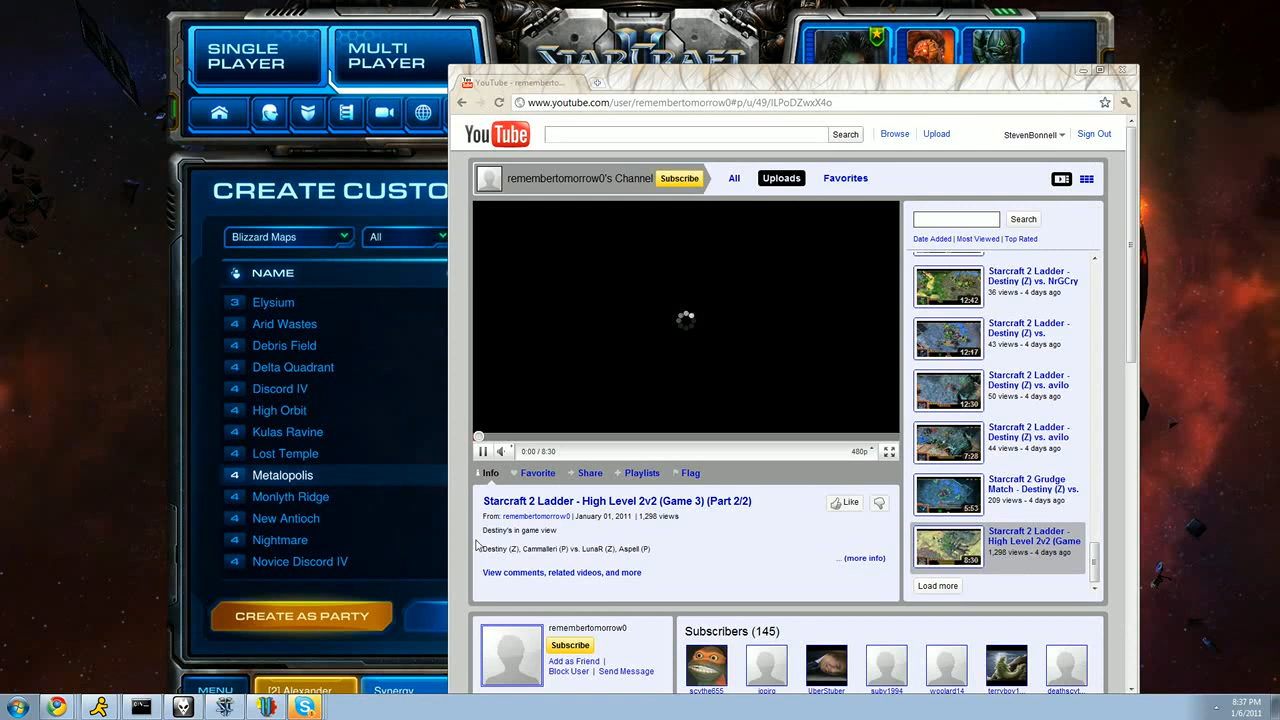 SINGLE
PLAYER
MULTI
PLAYER
STARCRAFT
II
CREATE CUSTO
Blizzard Maps
All
NAME
3 Elysium
4 Arid Wastes
4 Debris Field
4 Delta Quadrant
4 Discord IV
4 High Orbit
4 Kulas Ravine
4 Lost Temple
4 Metalopolis
4 Monlyth Ridge
4 New Antioch
4 Nightmare
4 Novice Discord IV
CREATE AS PARTY
MENU
[2] Alexander
Synergy
YouTube - rememberto...
www.youtube.com/user/remembertomorrow0#p/u/49/ILPoDZwxX4o
YouTube
Search
Browse
Upload
StevenBonnell
Sign Out
remembertomorrow0's Channel
Subscribe
All
Uploads
Favorites
0:00 / 8:30
480p
Info
Favorite
Share
Playlists
Flag
Starcraft 2 Ladder - High Level 2v2 (Game 3) (Part 2/2)
Like
From: remembertomorrow0 | January 01, 2011 | 1,298 views
Destiny's in game view
Destiny (Z), Cammalleri (P) vs. LunaR (Z), Aspell (P)
... (more info)
View comments, related videos, and more
Search
Date Added | Most Viewed | Top Rated
12:42
Starcraft 2 Ladder -
Destiny (Z) vs. NrGCry
36 views - 4 days ago
12:17
Starcraft 2 Ladder -
Destiny (Z) vs.
43 views - 4 days ago
12:30
Starcraft 2 Ladder -
Destiny (Z) vs. avilo
50 views - 4 days ago
7:28
Starcraft 2 Ladder -
Destiny (Z) vs. avilo
44 views - 4 days ago
5:53
Starcraft 2 Grudge
Match - Destiny (Z) vs.
209 views - 4 days ago
8:30
Starcraft 2 Ladder -
High Level 2v2 (Game
1,298 views - 4 days ago
Load more
remembertomorrow0
Subscribe
Add as Friend |
Block User | Send Message
Subscribers (145)
scythe655
jopiro
UberStuber
suby1994
woolard14
terryboy1...
deathscyt...
8:37 PM
1/6/2011